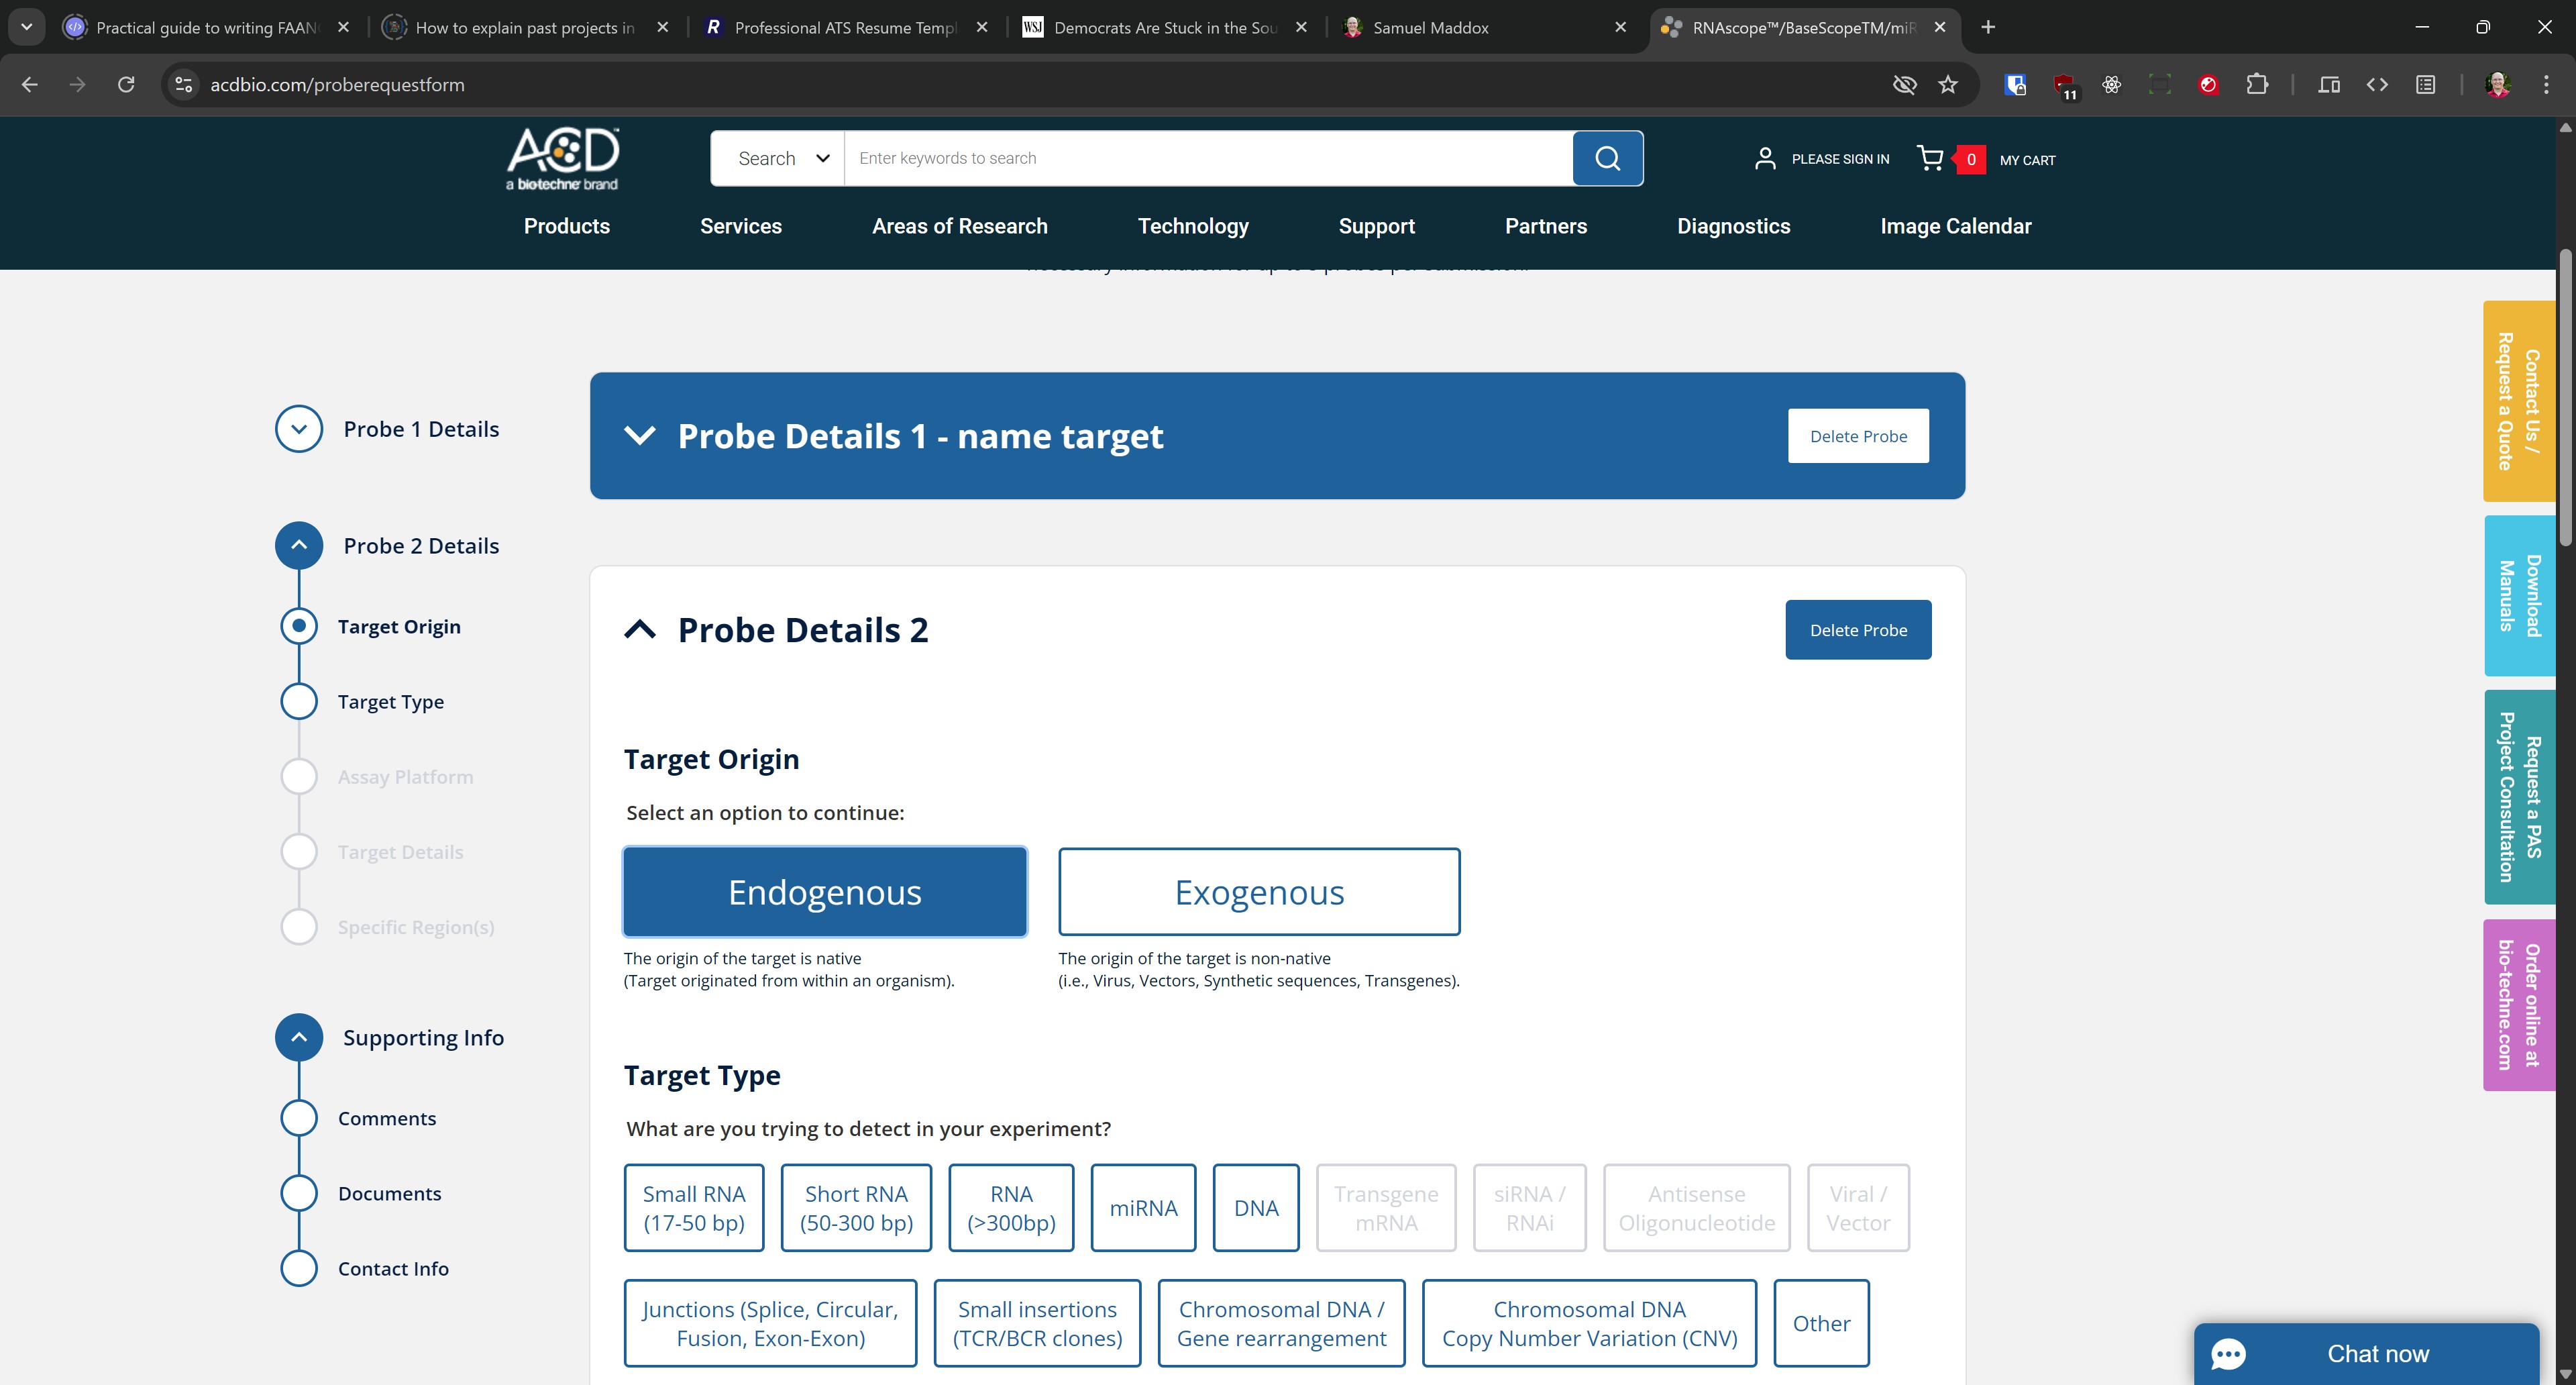 Practical guide to writing FAAN
How to explain past projects in
Professional ATS Resume Templ
WSJ
Democrats Are Stuck in the Sou
Samuel Maddox
RNAscope™/BaseScopeTM/miR
acdbio.com/proberequestform
11
ACD
a biotechne brand
Search
Enter keywords to search
PLEASE SIGN IN
0
MY CART
Products
Services
Areas of Research
Technology
Support
Partners
Diagnostics
Image Calendar
Probe 1 Details
Probe 2 Details
Target Origin
Target Type
Assay Platform
Target Details
Specific Region(s)
Supporting Info
Comments
Documents
Contact Info
Probe Details 1 - name target
Delete Probe
Probe Details 2
Delete Probe
Target Origin
Select an option to continue:
Endogenous
The origin of the target is native
(Target originated from within an organism).
Exogenous
The origin of the target is non-native
(i.e., Virus, Vectors, Synthetic sequences, Transgenes).
Target Type
What are you trying to detect in your experiment?
Small RNA
(17-50 bp)
Short RNA
(50-300 bp)
RNA
(>300bp)
miRNA
DNA
Transgene
mRNA
siRNA /
RNAi
Antisense
Oligonucleotide
Viral /
Vector
Junctions (Splice, Circular,
Fusion, Exon-Exon)
Small insertions
(TCR/BCR clones)
Chromosomal DNA /
Gene rearrangement
Chromosomal DNA
Copy Number Variation (CNV)
Other
Contact Us /
Request a Quote
Download
Manuals
Request a PAS
Project Consultation
Order online at
bio-techne.com
Chat now